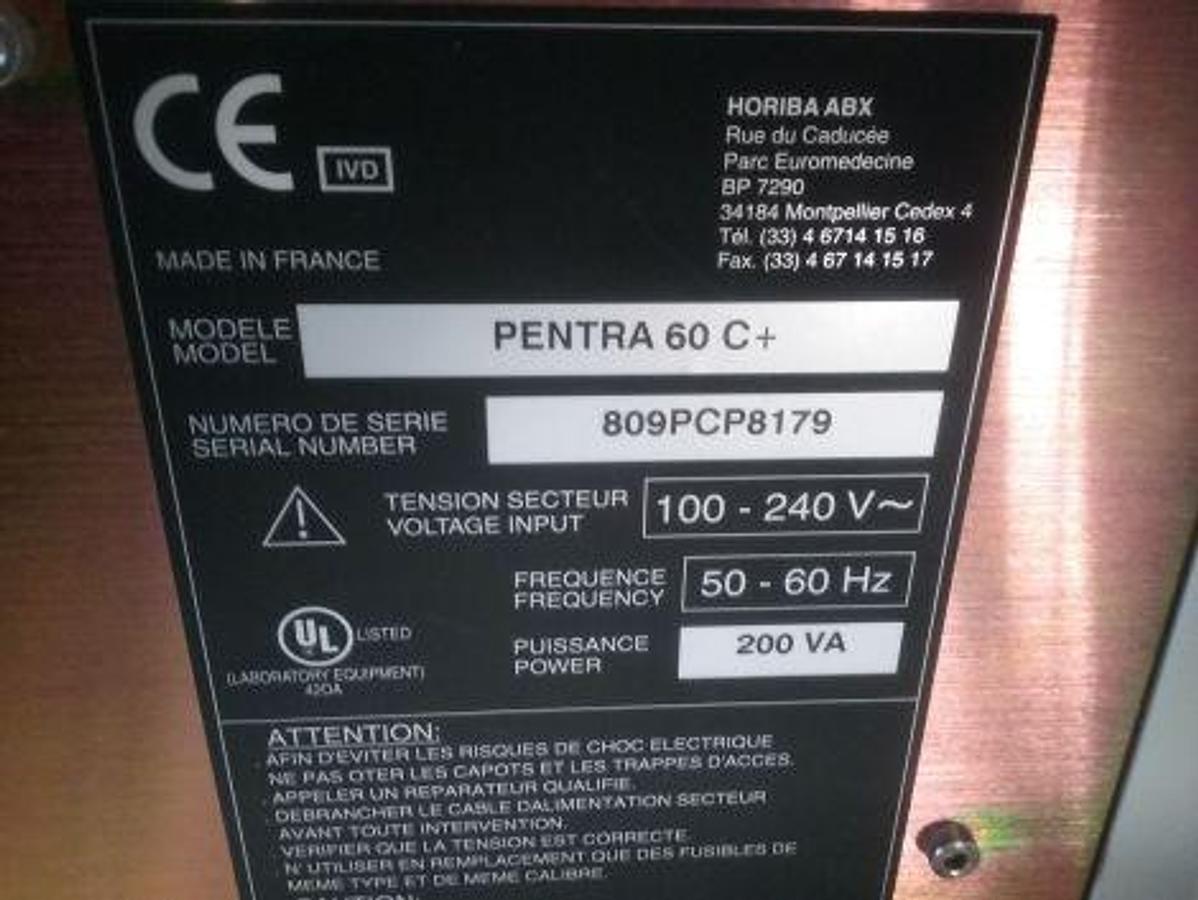 CE
IVD
HORIBA ABX
Rue du Caducée
Parc Euromedecine
BP 7290
34184 Montpellier Cedex 4
Tél. (33) 4 6714 15 16
Fax. (33) 4 67 14 15 17
MADE IN FRANCE
MODELE
MODEL
PENTRA 60 C+
NUMERO DE SERIE
SERIAL NUMBER
809PCP8179
TENSION SECTEUR
VOLTAGE INPUT
100 - 240 V~
FREQUENCE
FREQUENCY
50 - 60 Hz
UL LISTED
(LABORATORY EQUIPMENT)
PUISSANCE
POWER
200 VA
ATTENTION:
AFIN D'EVITER LES RISQUES DE CHOC ELECTRIQUE
NE PAS OTER LES CAPOTS ET LES TRAPPES D'ACCES.
APPELER UN REPARATEUR QUALIFIE.
DEBRANCHER LE CABLE DALIMENTATION SECTEUR
AVANT TOUTE INTERVENTION.
VERIFIER QUE LA TENSION EST CORRECTE.
N' UTILISER EN REMPLACEMENT QUE DES FUSIBLES DE
MEME TYPE ET DE MEME CALIBRE.